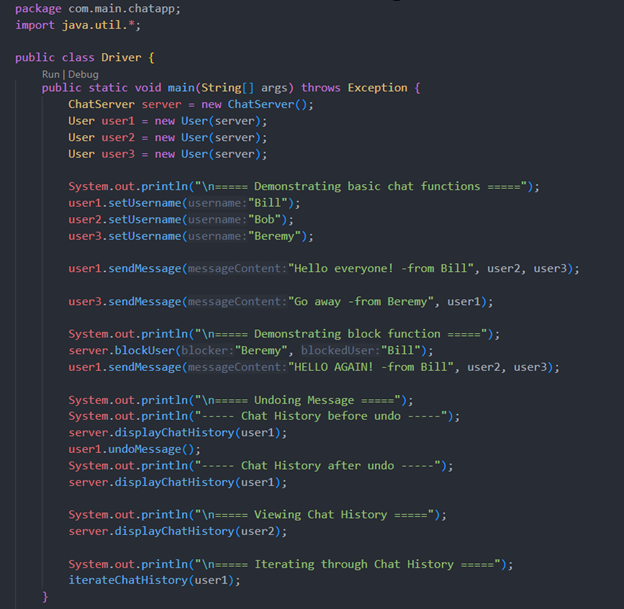 package com.main.chatapp;
import java.util.*;
public class Driver {
Run | Debug
public static void main(String[] args) throws Exception {
ChatServer server = new ChatServer();
User user1 = new User(server);
User user2 = new User(server);
User user3 = new User(server);
System.out.println("\n===== Demonstrating basic chat functions =====");
user1.setUsername(username:"Bill");
user2.setUsername(username:"Bob");
user3.setUsername(username:"Beremy");
user1.sendMessage(messageContent:"Hello everyone! -from Bill", user2, user3);
user3.sendMessage(messageContent:"Go away -from Beremy", user1);
System.out.println("\n===== Demonstrating block function =====");
server.blockUser(blocker:"Beremy", blockedUser:"Bill");
user1.sendMessage(messageContent:"HELLO AGAIN! -from Bill", user2, user3);
System.out.println("\n===== Undoing Message =====");
System.out.println("----- Chat History before undo -----");
server.displayChatHistory(user1);
user1.undoMessage();
System.out.println("----- Chat History after undo -----");
server.displayChatHistory(user1);
System.out.println("\n===== Viewing Chat History =====");
server.displayChatHistory(user2);
System.out.println("\n===== Iterating through Chat History =====");
iterateChatHistory(user1);
}